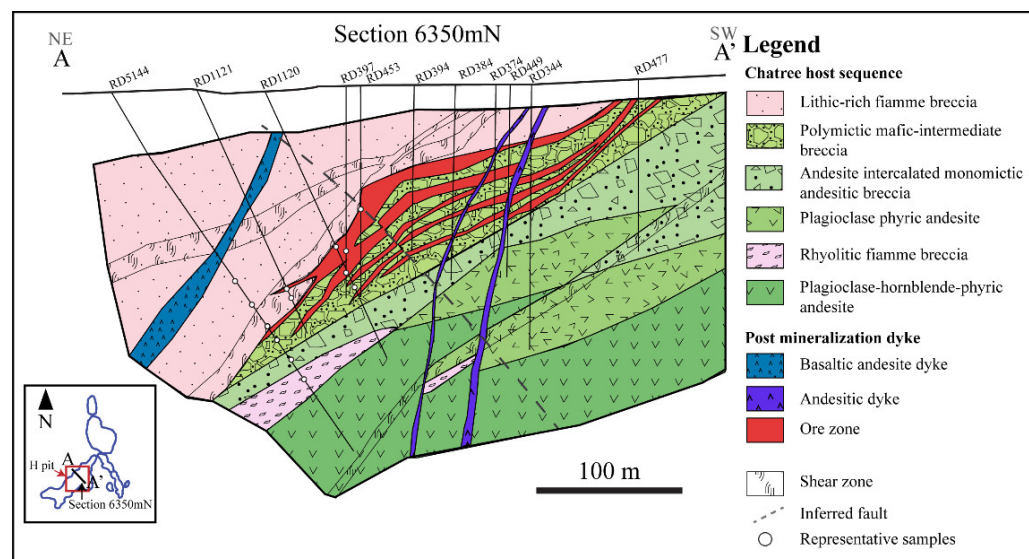 Section 6350mN
NE
A
SW
A'
RD5144
RD1121
RD1120
RD397
RD453
RD394
RD384
RD374
RD449
RD344
RD477
100 m
N
H pit
A
A'
Section 6350mN
Legend
Chatree host sequence
Lithic-rich fiamme breccia
Polymictic mafic-intermediate
breccia
Andesite intercalated monomictic
andesitic breccia
Plagioclase phyric andesite
Rhyolitic fiamme breccia
Plagioclase-hornblende-phyric
andesite
Post mineralization dyke
Basaltic andesite dyke
Andesitic dyke
Ore zone
Shear zone
Inferred fault
Representative samples